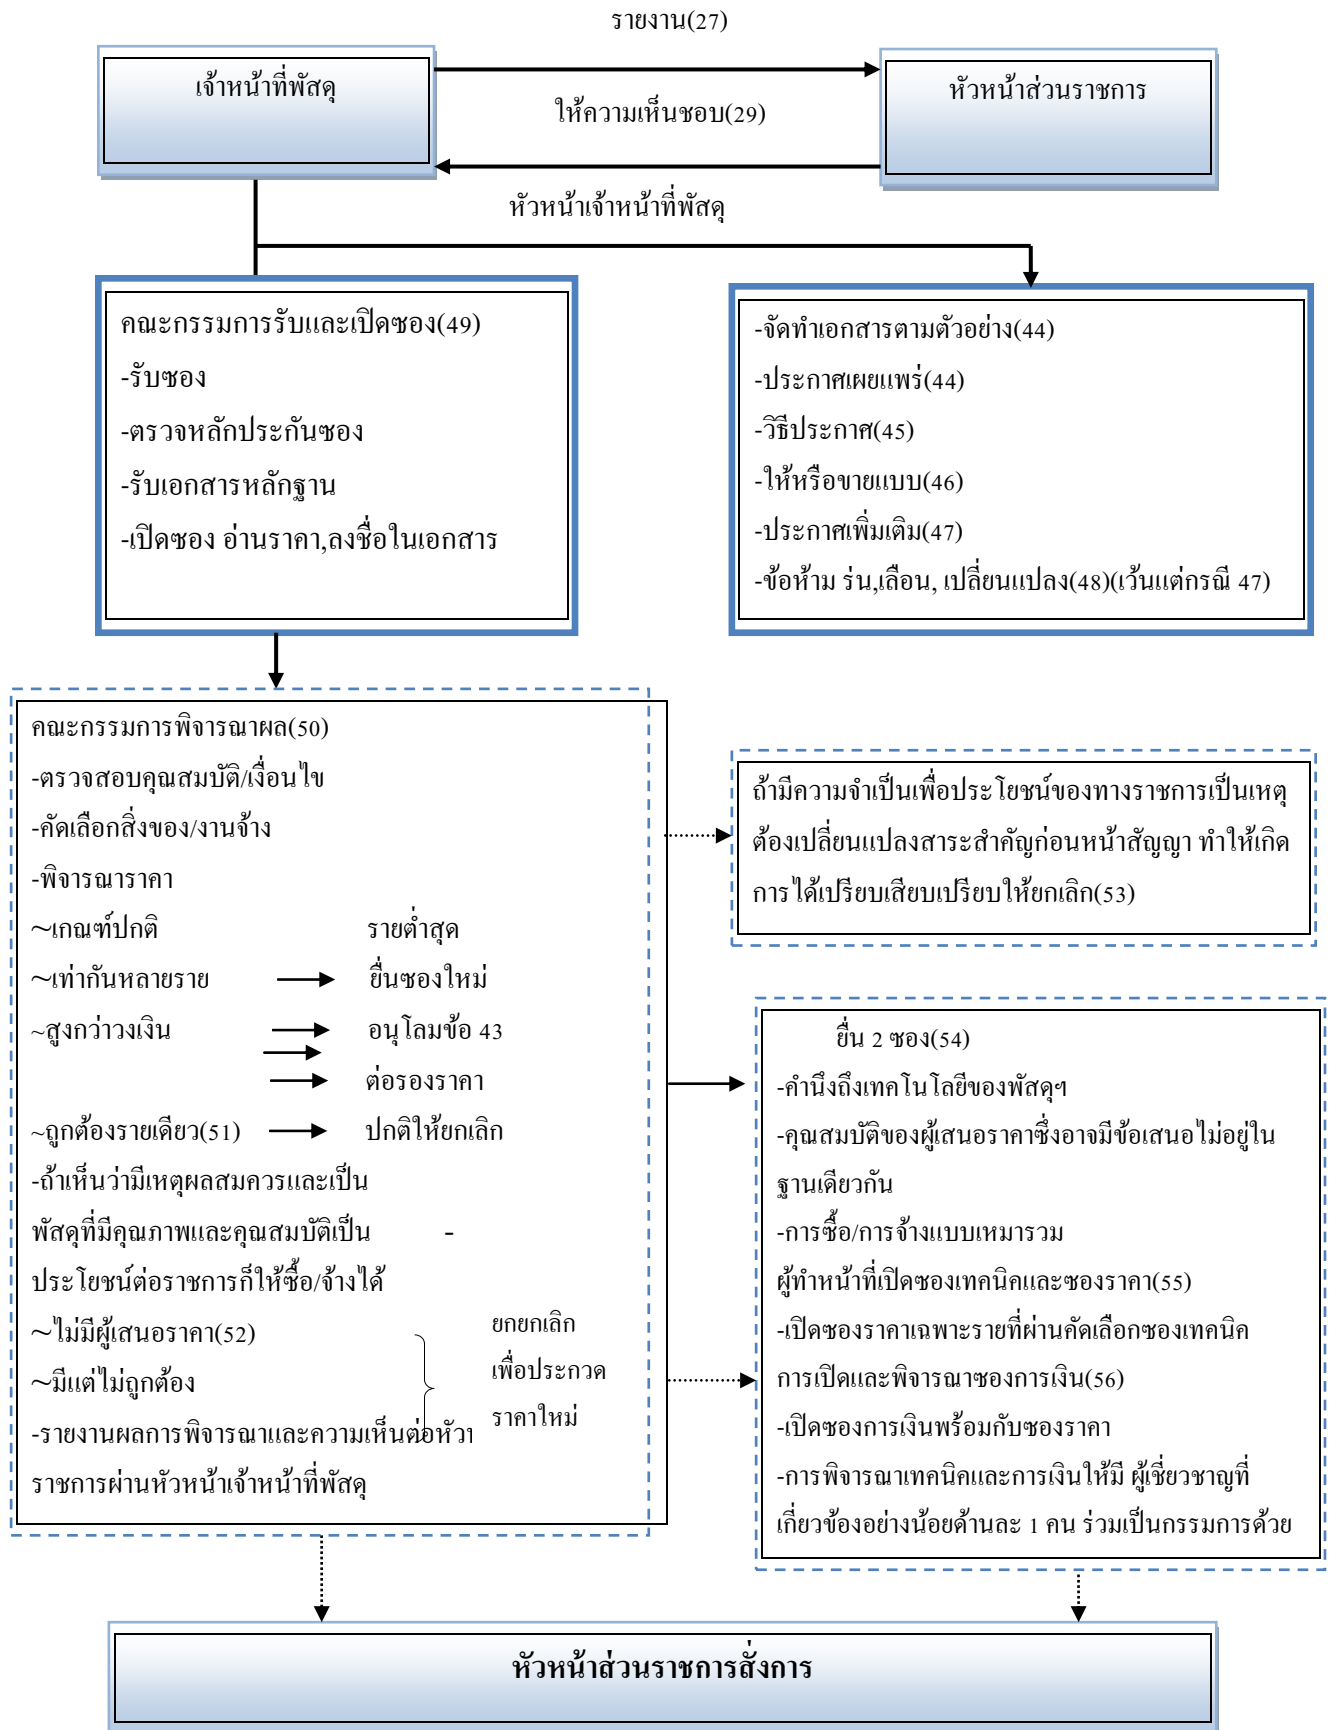 รายงาน(27)
เจ้าหน้าที่พัสดุ
หัวหน้าส่วนราชการ
ให้ความเห็นชอบ(29)
หัวหน้าเจ้าหน้าที่พัสดุ
คณะกรรมการรับและเปิดซอง(49)
-รับซอง
-ตรวจหลักประกันซอง
-รับเอกสารหลักฐาน
-เปิดซอง อ่านราคา,ลงชื่อในเอกสาร
-จัดทำเอกสารตามตัวอย่าง(44)
-ประกาศเผยแพร่(44)
-วิธีประกาศ(45)
-ให้หรือขายแบบ(46)
-ประกาศเพิ่มเติม(47)
-ข้อห้าม ร่น,เลือน, เปลี่ยนแปลง(48)(เว้นแต่กรณี 47)
คณะกรรมการพิจารณาผล(50)
-ตรวจสอบคุณสมบัติ/เงื่อนไข
-คัดเลือกสิ่งของ/งานจ้าง
-พิจารณาราคา
~เกณฑ์ปกติ รายต่ำสุด
~เท่ากันหลายราย ยื่นซองใหม่
~สูงกว่าวงเงิน อนุโลมข้อ 43
ต่อรองราคา
~ถูกต้องรายเดียว(51) ปกติให้ยกเลิก
-ถ้าเห็นว่ามีเหตุผลสมควรและเป็น
พัสดุที่มีคุณภาพและคุณสมบัติเป็น -
ประโยชน์ต่อราชการก็ให้ซื้อ/จ้างได้
~ไม่มีผู้เสนอราคา(52)
~มีแต่ไม่ถูกต้อง
ยกยกเลิก
เพื่อประกวด
ราคาใหม่
-รายงานผลการพิจารณาและความเห็นต่อหัว
ราชการผ่านหัวหน้าเจ้าหน้าที่พัสดุ
ถ้ามีความจำเป็นเพื่อประโยชน์ของทางราชการเป็นเหตุ
ต้องเปลี่ยนแปลงสาระสำคัญก่อนหน้าสัญญา ทำให้เกิด
การได้เปรียบเสียบเปรียบให้ยกเลิก(53)
ยื่น 2 ซอง(54)
-คำนึงถึงเทคโนโลยีของพัสดุฯ
-คุณสมบัติของผู้เสนอราคาซึ่งอาจมีข้อเสนอไม่อยู่ใน
ฐานเดียวกัน
-การซื้อ/การจ้างแบบเหมารวม
ผู้ทำหน้าที่เปิดซองเทคนิคและซองราคา(55)
-เปิดซองราคาเฉพาะรายที่ผ่านคัดเลือกซองเทคนิค
การเปิดและพิจารณาซองการเงิน(56)
-เปิดซองการเงินพร้อมกับซองราคา
-การพิจารณาเทคนิคและการเงินให้มี ผู้เชี่ยวชาญที่
เกี่ยวข้องอย่างน้อยด้านละ 1 คน ร่วมเป็นกรรมการด้วย
หัวหน้าส่วนราชการสั่งการ